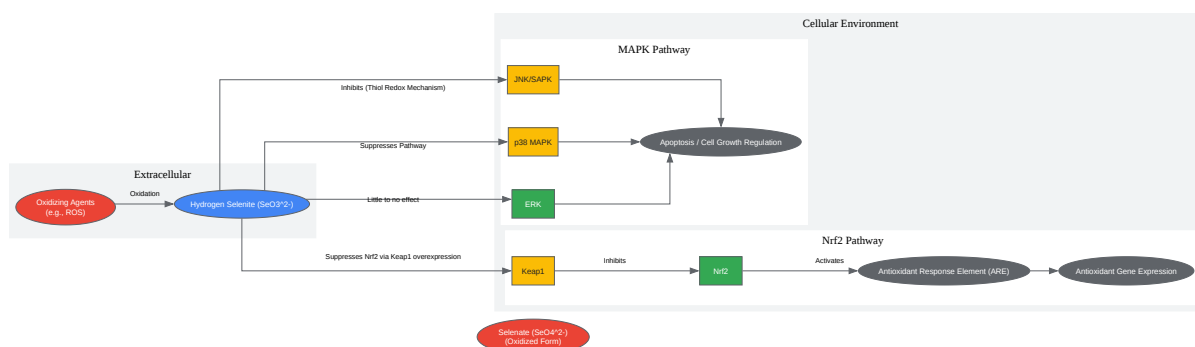 Cellular Environment
MAPK Pathway
JNK/SAPK
Inhibits (Thiol Redox Mechanism)
p38 MAPK
Apoptosis / Cell Growth Regulation
Suppresses Pathway
Extracellular
Oxidizing Agents
(e.g., ROS)
Oxidation
Hydrogen Selenite (SeO3^2-)
Little to no effect
ERK
Nrf2 Pathway
Suppresses Nrf2 via Keap1 overexpression
Keap1
Inhibits
Nrf2
Activates
Antioxidant Response Element (ARE)
Antioxidant Gene Expression
Selenate (SeO4^2-)
(Oxidized Form)